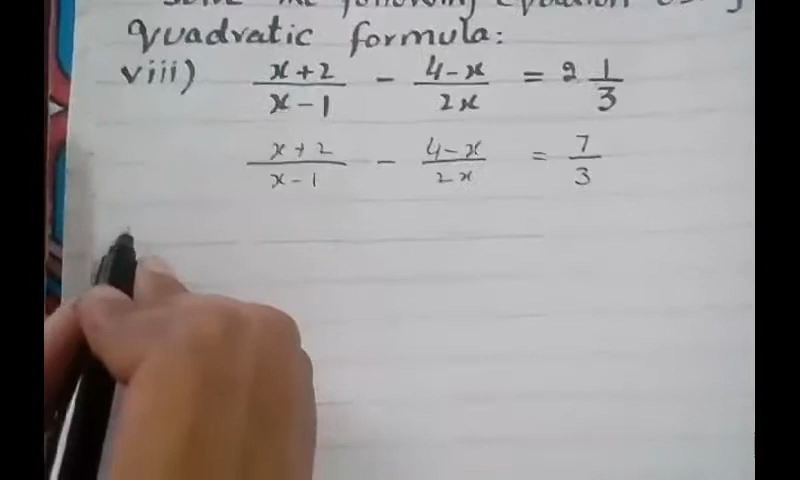 quadratic formula:
viii) x+2/x-1 - 4-x/2x = 2 1/3
x+2/x-1 - 4-x/2x = 7/3